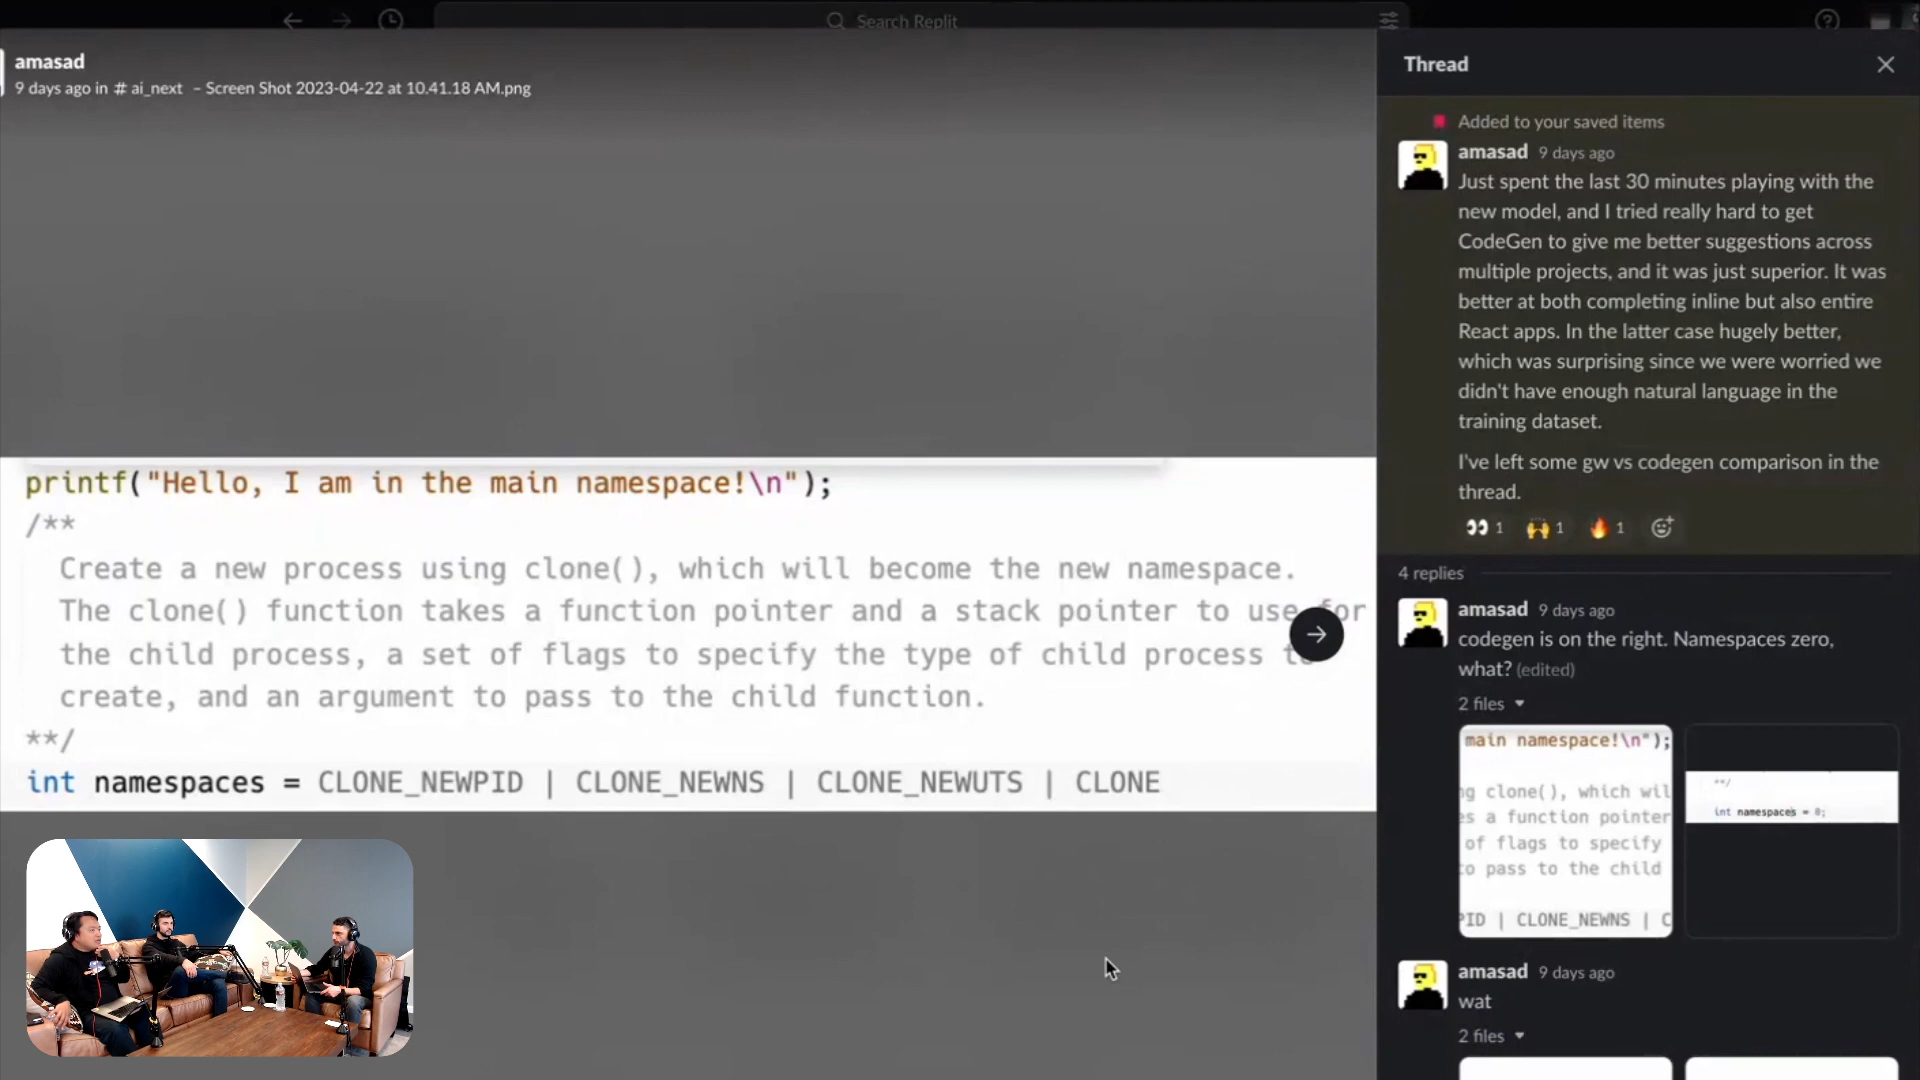 Search Replit
amasad
9 days ago in # ai_next – Screen Shot 2023-04-22 at 10.41.18 AM.png
printf("Hello, I am in the main namespace!\n");
/**
Create a new process using clone(), which will become the new namespace.
The clone() function takes a function pointer and a stack pointer to use for
the child process, a set of flags to specify the type of child process to
create, and an argument to pass to the child function.
**/
int namespaces = CLONE_NEWPID | CLONE_NEWNS | CLONE_NEWUTS | CLONE
Thread
Added to your saved items
amasad 9 days ago
Just spent the last 30 minutes playing with the
new model, and I tried really hard to get
CodeGen to give me better suggestions across
multiple projects, and it was just superior. It was
better at both completing inline but also entire
React apps. In the latter case hugely better,
which was surprising since we were worried we
didn't have enough natural language in the
training dataset.
I've left some gw vs codegen comparison in the
thread.
1 1 1
4 replies
amasad 9 days ago
codegen is on the right. Namespaces zero,
what? (edited)
2 files
main namespace!\n");
ng clone(), which wil
es a function pointer
of flags to specify
to pass to the child
PID | CLONE_NEWNS | C
**/
int namespaces = 0;
amasad 9 days ago
wat
2 files